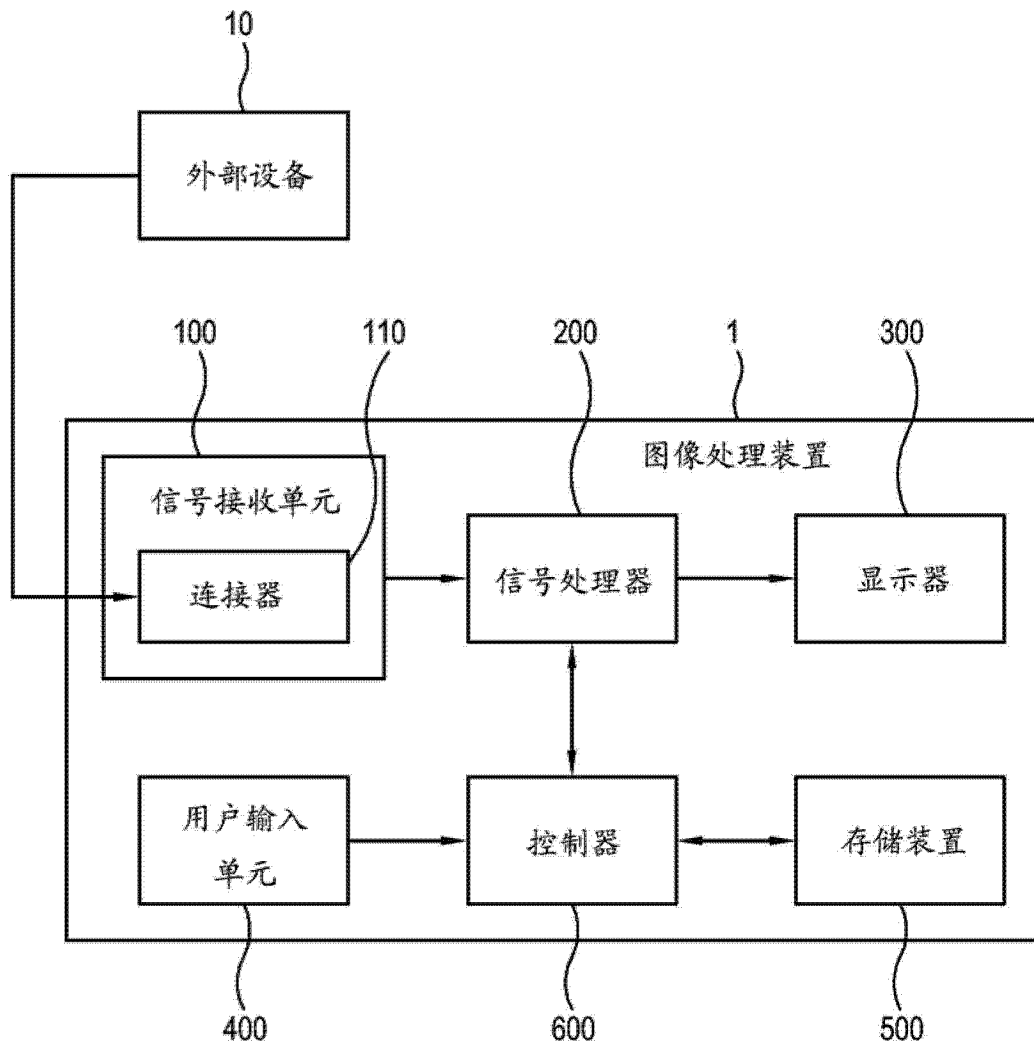 10
外部设备
100
110
200
1
300
图像处理装置
信号接收单元
连接器
信号处理器
显示器
用户输入
单元
控制器
存储装置
400
600
500